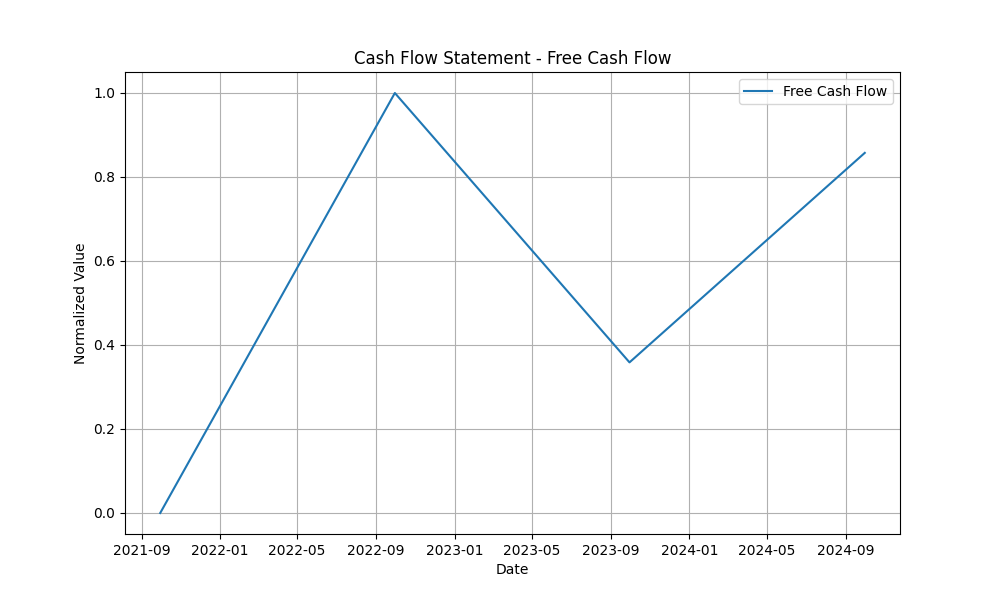 Cash Flow Statement - Free Cash Flow
Free Cash Flow
1.0
0.8
0.6
0.4
0.2
0.0
Normalized Value
2021-09 2022-01 2022-05 2022-09 2023-01 2023-05 2023-09 2024-01 2024-05 2024-09
Date